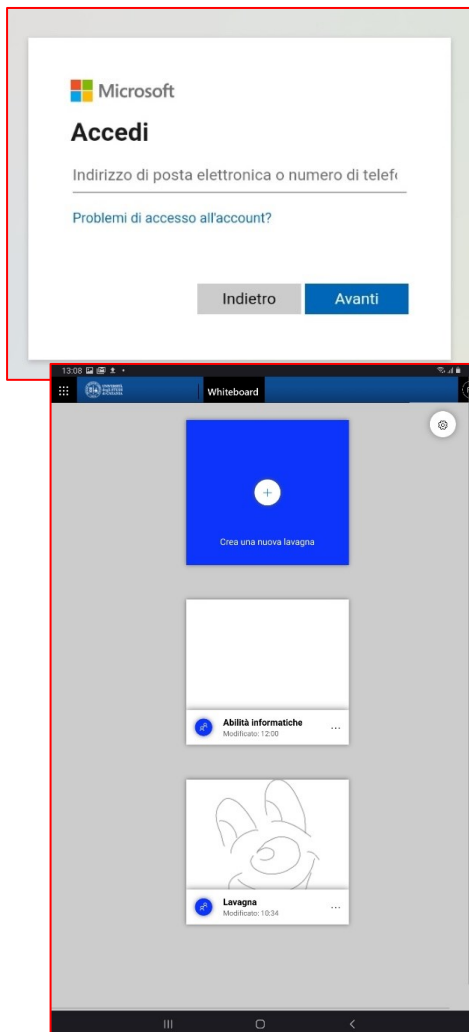 Microsoft
Accedi
Indirizzo di posta elettronica o numero di telef
Problemi di accesso all'account?
Indietro
Avanti
13:08
Whiteboard
Crea una nuova lavagna
Abilità informatiche
Modificato: 12:00
Lavagna
Modificato: 10:34